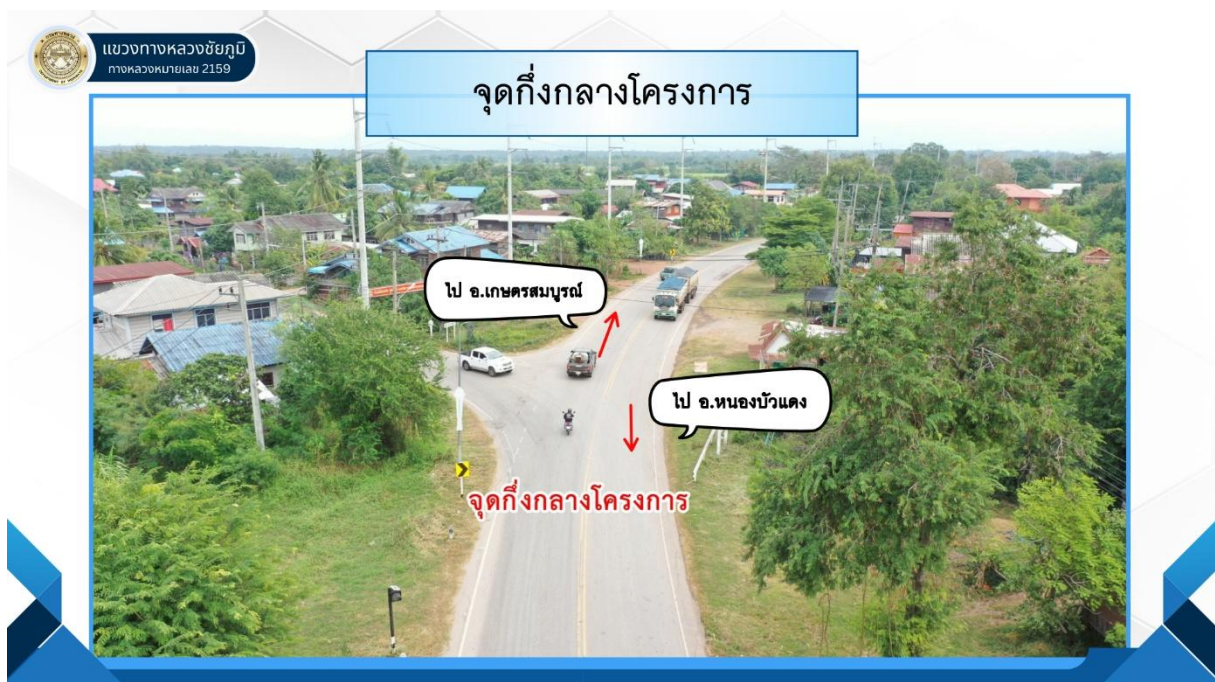 แขวงทางหลวงชัยภูมิ
ทางหลวงหมายเลข 2159
จุดกึ่งกลางโครงการ
ไป อ.เกษตรสมบูรณ์
ไป อ.หนองบัวแดง
จุดกึ่งกลางโครงการ